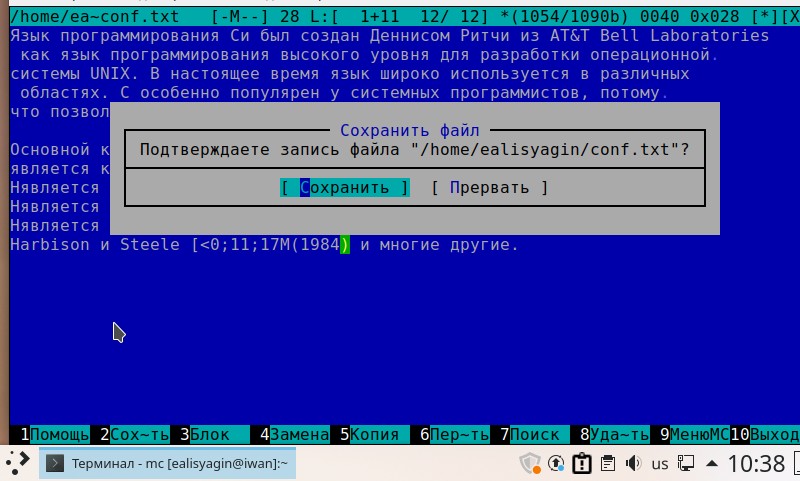 /home/ea~conf.txt [-M--] 28 L:[ 1+11 12/ 12] *(1054/1090b) 0040 0x028 [*][X
Язык программирования Си был создан Деннисом Ритчи из AT&T Bell Laboratories
как язык программирования высокого уровня для разработки операционной.
системы UNIX. В настоящее время язык широко используется в различных
областях. С особенно популярен у системных программистов, потому.
что позвол
Сохранить файл
Подтверждаете запись файла "/home/ealisyagin/conf.txt"?
[ Сохранить ] [ Прервать ]
Основной к
является к
Нявляется
Нявляется
Нявляется
Harbison и Steele [<0;11;17M(1984) и многие другие.
1Помощь 2Сох~ть 3Блок 4Замена 5Копия 6Пер~ть 7Поиск 8Уда~ть 9МенюMC 10Выход
Терминал - mc [ealisyagin@iwan]:~
us
10:38